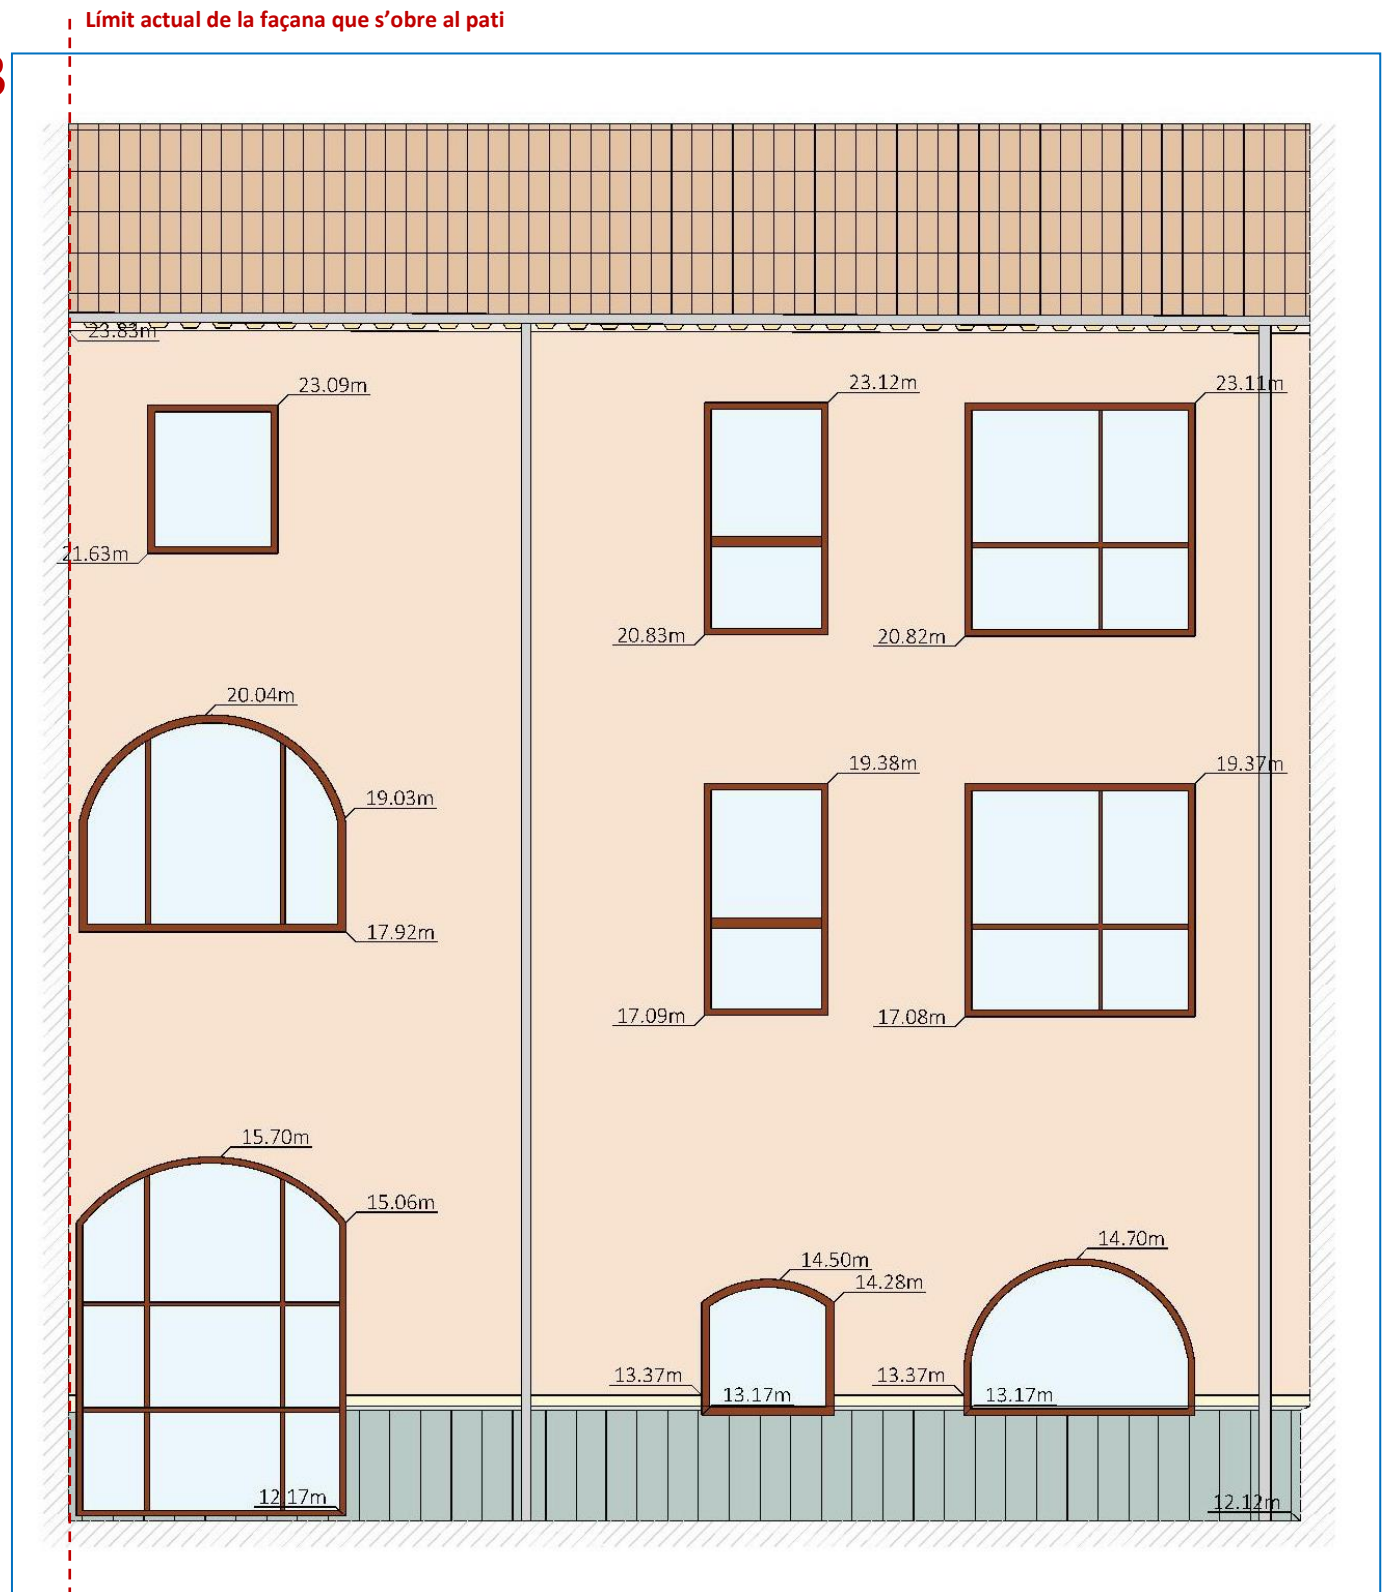 Límit actual de la façana que s'obre al pati
23.83m
23.09m
23.12m
23.11m
21.63m
20.83m
20.82m
20.04m
19.38m
19.37m
19.03m
17.92m
17.09m
17.08m
15.70m
15.06m
14.70m
14.50m
14.28m
13.37m
13.37m
13.17m
13.17m
12.17m
12.12m